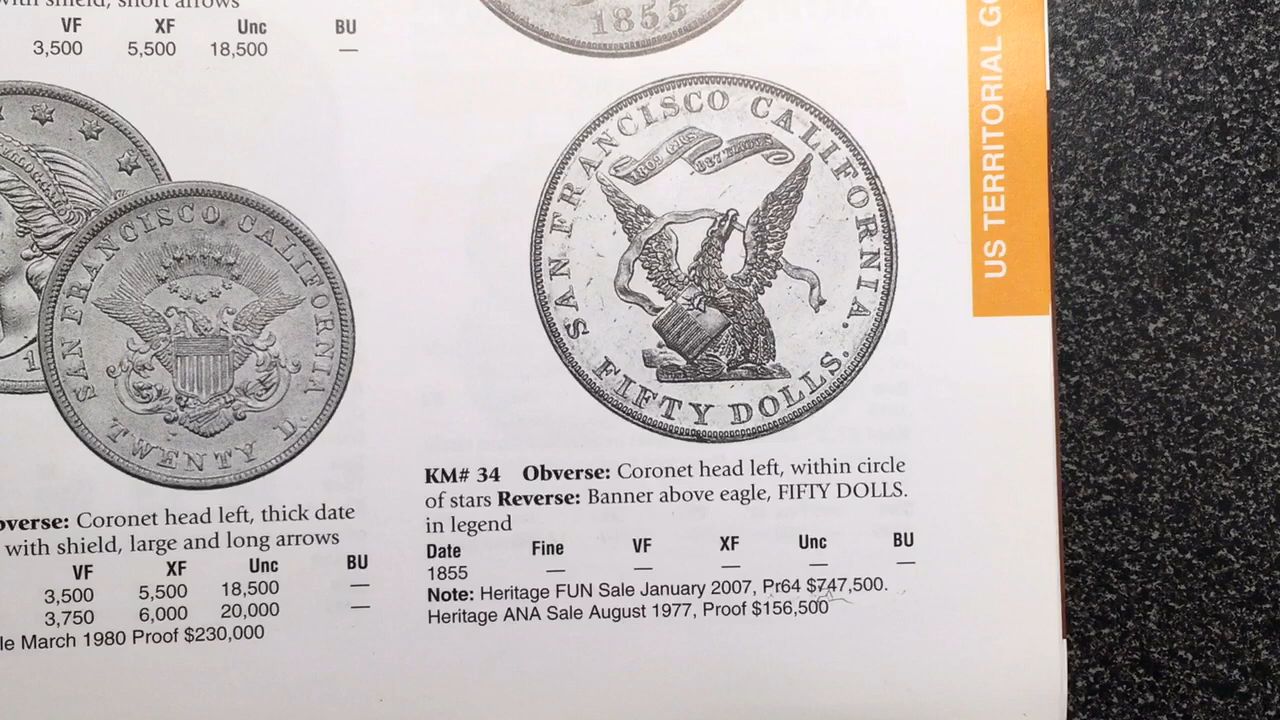 with shield, short arrows
VF XF Unc BU
3,500 5,500 18,500 —
SAN FRANCISCO CALIFORNIA
TWENTY D.
verse: Coronet head left, thick date
with shield, large and long arrows
VF XF Unc BU
3,500 5,500 18,500 —
3,750 6,000 20,000 —
le March 1980 Proof $230,000
1855
SAN FRANCISCO CALIFORNIA.
887 THOUS.
FIFTY DOLLS.
KM# 34 Obverse: Coronet head left, within circle
of stars Reverse: Banner above eagle, FIFTY DOLLS.
in legend
Date Fine VF XF Unc BU
1855 — — — — —
Note: Heritage FUN Sale January 2007, Pr64 $747,500.
Heritage ANA Sale August 1977, Proof $156,500
US TERRITORIAL GO